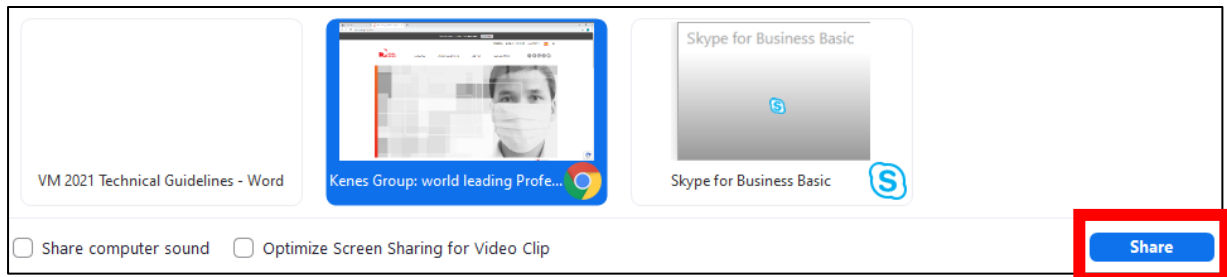 Skype for Business Basic
VM 2021 Technical Guidelines - Word
Kenes Group: world leading Profe...
Skype for Business Basic
Share computer sound
Optimize Screen Sharing for Video Clip
Share